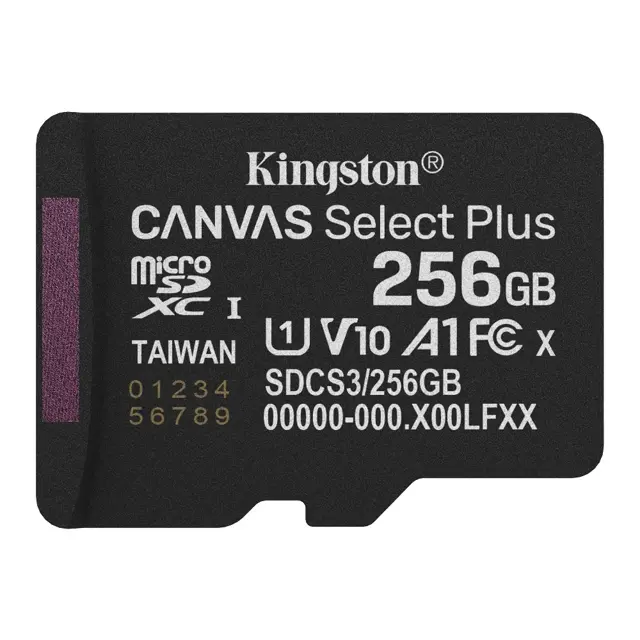 Kingston®
CANVAS Select Plus
micro SD XC I
256GB
U1 V10 A1 FC X
TAIWAN
SDCS3/256GB
01234
56789
00000-000.X00LFXX